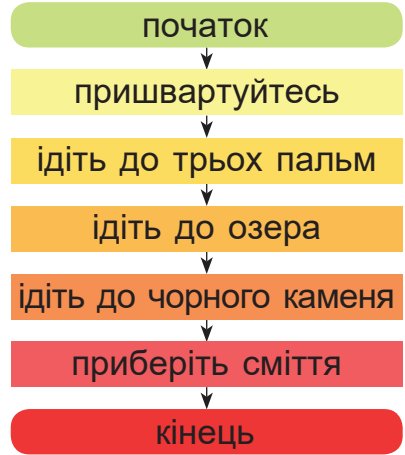 початок
пришвартуйтесь
ідіть до трьох пальм
ідіть до озера
ідіть до чорного каменя
приберіть сміття
кінець